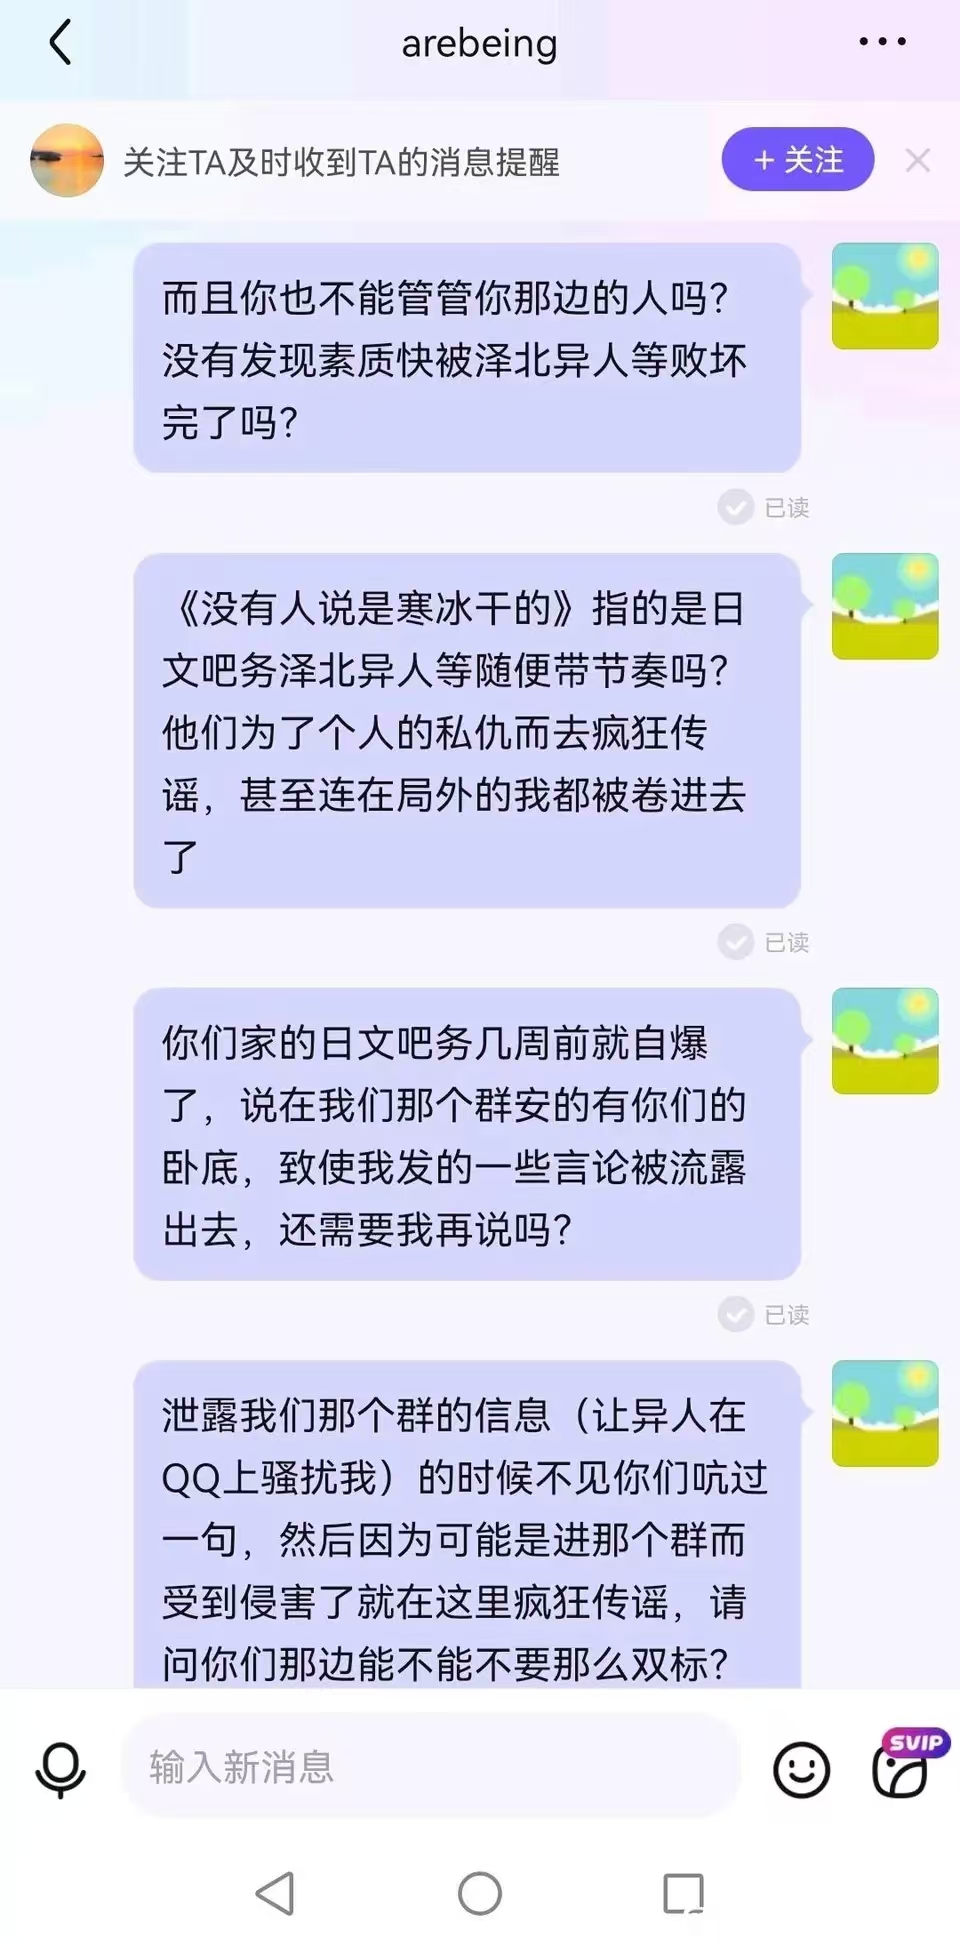 arebeing
关注TA及时收到TA的消息提醒
+ 关注
而且你也不能管管你那边的人吗?
没有发现素质快被泽北异人等败坏
完了吗?
已读
《没有人说是寒冰干的》指的是日
文吧务泽北异人等随便带节奏吗?
他们为了个人的私仇而去疯狂传
谣，甚至连在局外的我都被卷进去
了
已读
你们家的日文吧务几周前就自爆
了，说在我们那个群安的有你们的
卧底，致使我发的一些言论被流露
出去，还需要我再说吗?
已读
泄露我们那个群的信息（让异人在
QQ上骚扰我）的时候不见你们吭过
一句，然后因为可能是进那个群而
受到侵害了就在这里疯狂传谣，请
问你们那边能不能不要那么双标?
输入新消息
SVIP